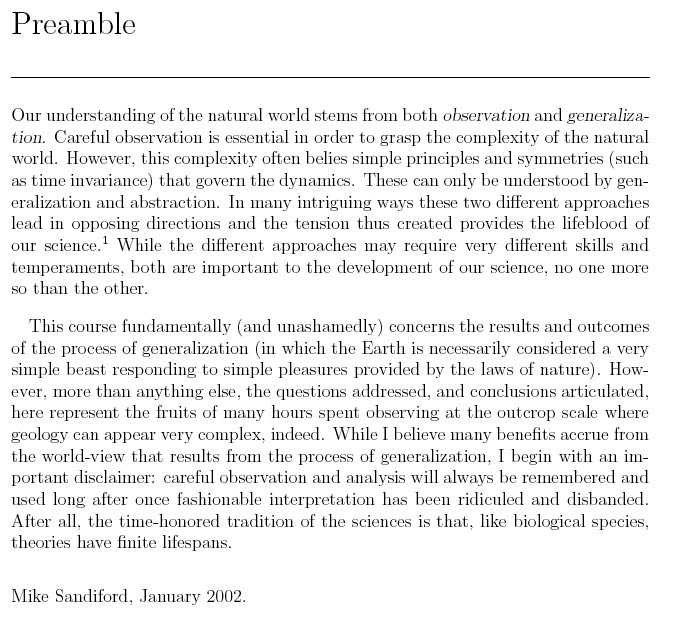 Preamble
Our understanding of the natural world stems from both observation and generaliza-
tion. Careful observation is essential in order to grasp the complexity of the natural
world. However, this complexity often belies simple principles and symmetries (such
as time invariance) that govern the dynamics. These can only be understood by gen-
eralization and abstraction. In many intriguing ways these two different approaches
lead in opposing directions and the tension thus created provides the lifeblood of
our science.¹ While the different approaches may require very different skills and
temperaments, both are important to the development of our science, no one more
so than the other.
This course fundamentally (and unashamedly) concerns the results and outcomes
of the process of generalization (in which the Earth is necessarily considered a very
simple beast responding to simple pleasures provided by the laws of nature). How-
ever, more than anything else, the questions addressed, and conclusions articulated,
here represent the fruits of many hours spent observing at the outcrop scale where
geology can appear very complex, indeed. While I believe many benefits accrue from
the world-view that results from the process of generalization, I begin with an im-
portant disclaimer: careful observation and analysis will always be remembered and
used long after once fashionable interpretation has been ridiculed and disbanded.
After all, the time-honored tradition of the sciences is that, like biological species,
theories have finite lifespans.
Mike Sandiford, January 2002.